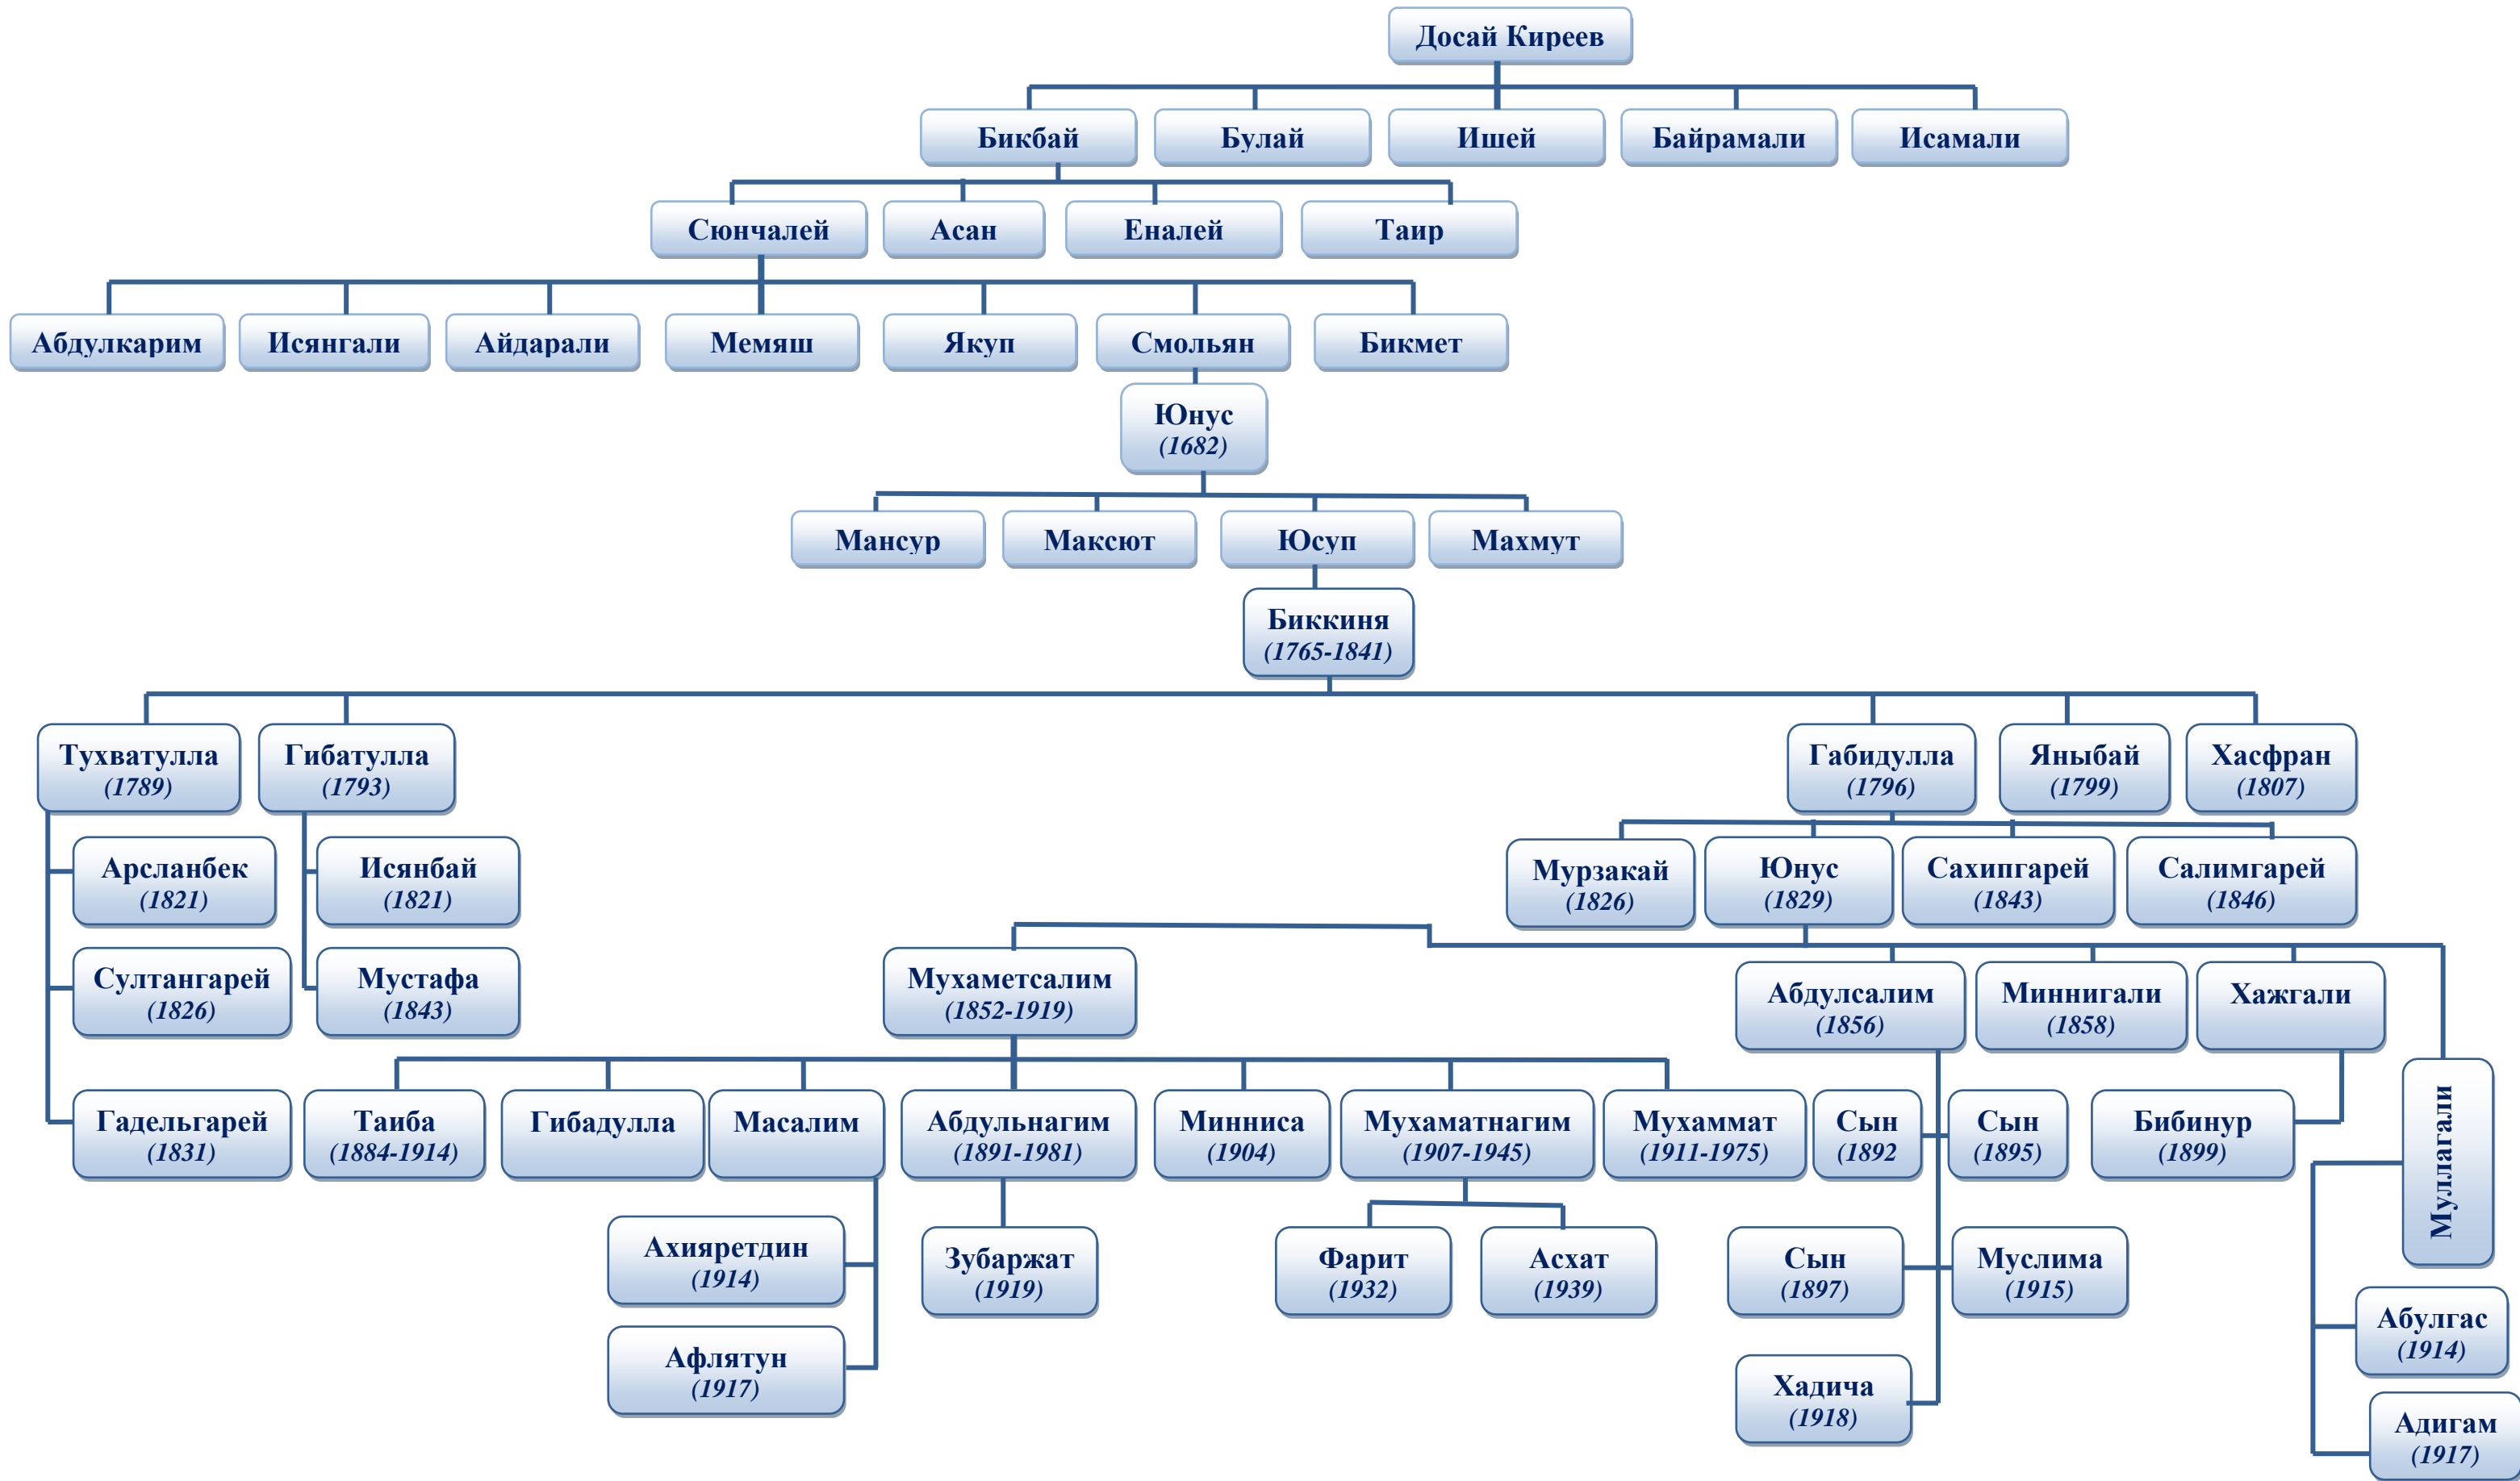 Досай Киреев
Бикбай
Булай
Ишей
Байрамали
Исамали
Сюнчалей
Асан
Еналей
Таир
Абдулкарим
Исянгали
Айдарали
Мемяш
Якуп
Смольян
Бикмет
Юнус
(1682)
Мансур
Максют
Юсуп
Махмут
Биккиня
(1765-1841)
Тухватулла
(1789)
Гибатулла
(1793)
Габидулла
(1796)
Яныбай
(1799)
Хасфран
(1807)
Арсланбек
(1821)
Исянбай
(1821)
Мурзакай
(1826)
Юнус
(1829)
Сахипгарей
(1843)
Салимгарей
(1846)
Султангарей
(1826)
Мустафа
(1843)
Мухаметсалим
(1852-1919)
Абдулсалим
(1856)
Миннигали
(1858)
Хажгали
Муллагали
Гадельгарей
(1831)
Таиба
(1884-1914)
Гибадулла
Масалим
Абдульнагим
(1891-1981)
Минниса
(1904)
Мухаматнагим
(1907-1945)
Мухаммат
(1911-1975)
Сын
(1892
Сын
(1895)
Бибинур
(1899)
Ахияретдин
(1914)
Зубаржат
(1919)
Фарит
(1932)
Асхат
(1939)
Сын
(1897)
Муслима
(1915)
Абулгас
(1914)
Афлятун
(1917)
Хадича
(1918)
Адигам
(1917)